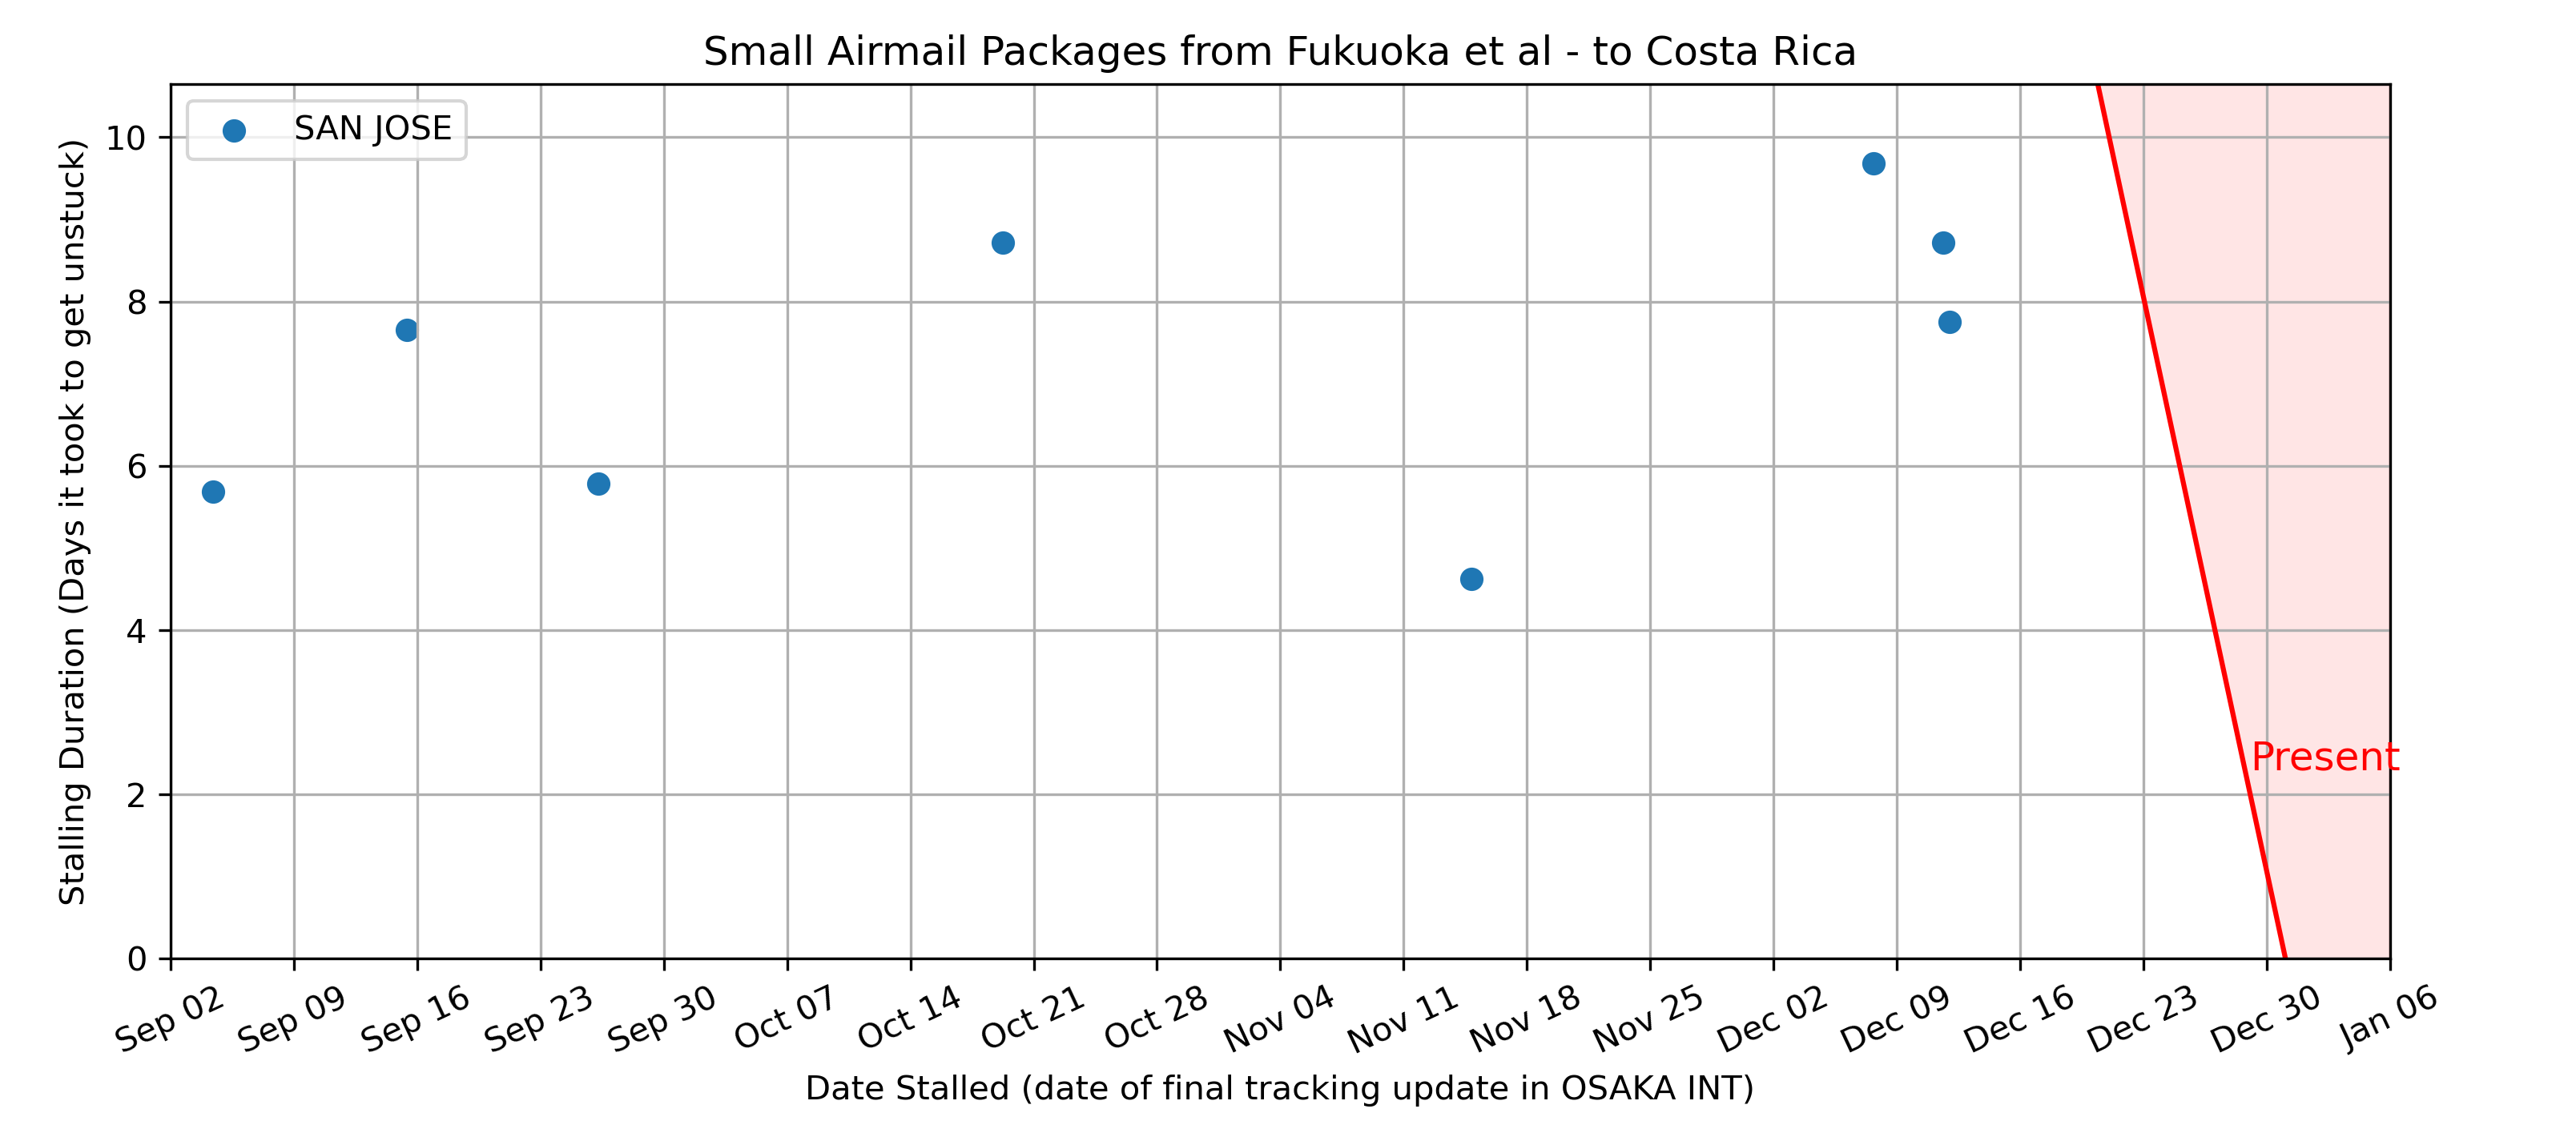 Small Airmail Packages from Fukuoka et al - to Costa Rica
SAN JOSE
Stalling Duration (Days it took to get unstuck)
10
8
6
4
2
0
Present
Sep 02
Sep 09
Sep 16
Sep 23
Sep 30
Oct 07
Oct 14
Oct 21
Oct 28
Nov 04
Nov 11
Nov 18
Nov 25
Dec 02
Dec 09
Dec 16
Dec 23
Dec 30
Jan 06
Date Stalled (date of final tracking update in OSAKA INT)